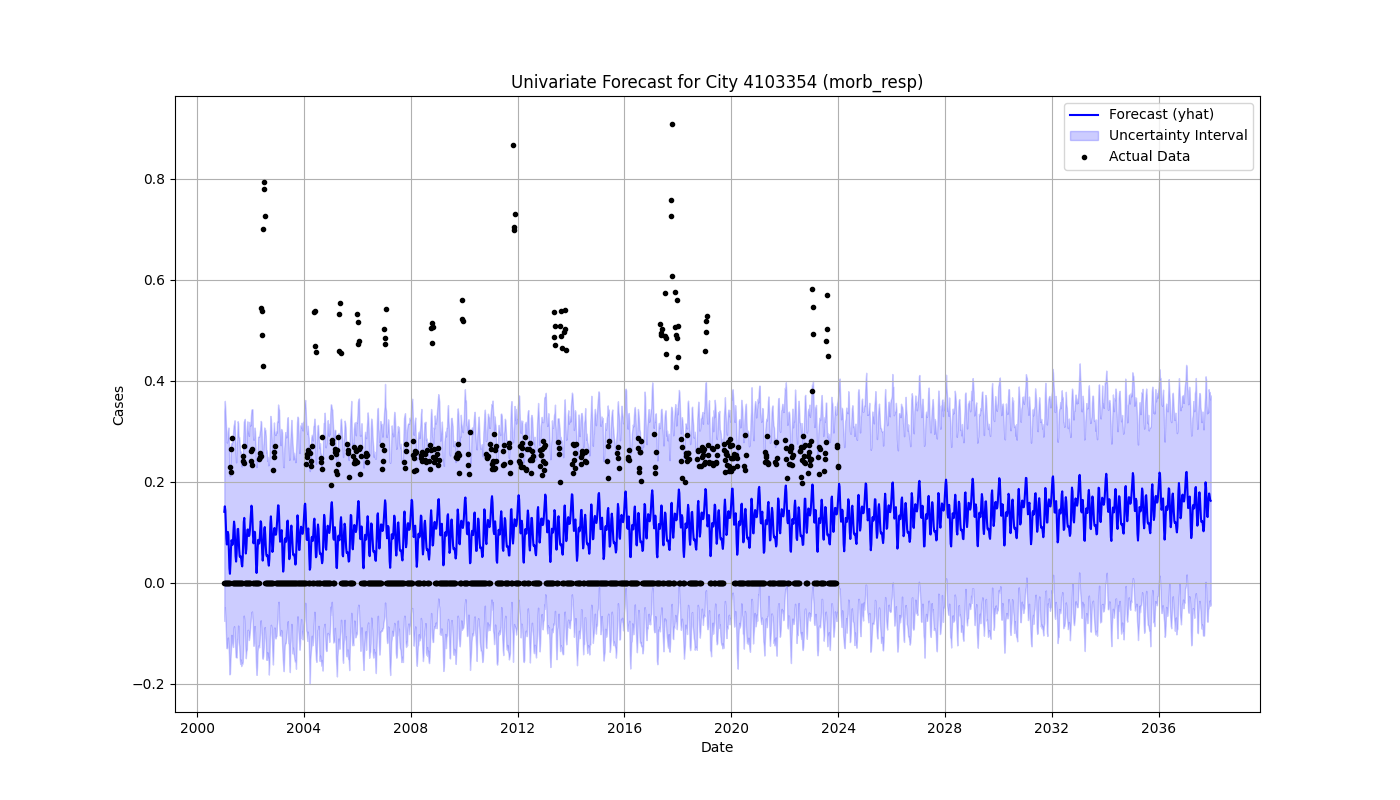 Univariate Forecast for City 4103354 (morb_resp)
Forecast (yhat)
Uncertainty Interval
Actual Data
Cases
0.8
0.6
0.4
0.2
0.0
−0.2
2000 2004 2008 2012 2016 2020 2024 2028 2032 2036
Date